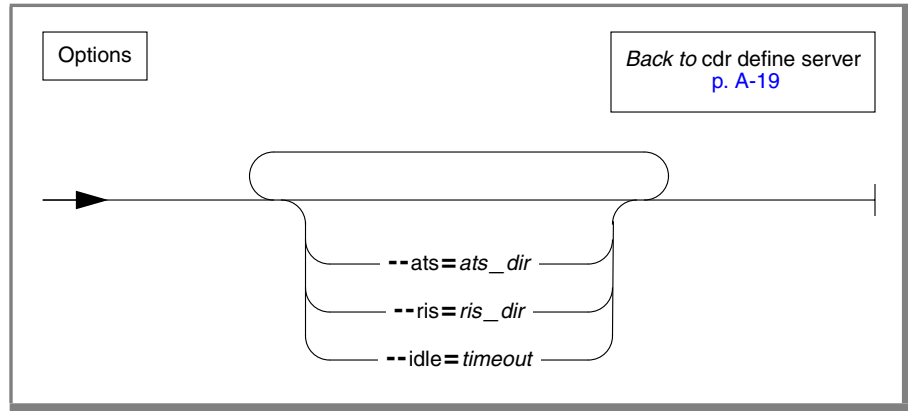 Options
Back to cdr define server
p. A-19
--ats=ats_dir
--ris=ris_dir
--idle=timeout